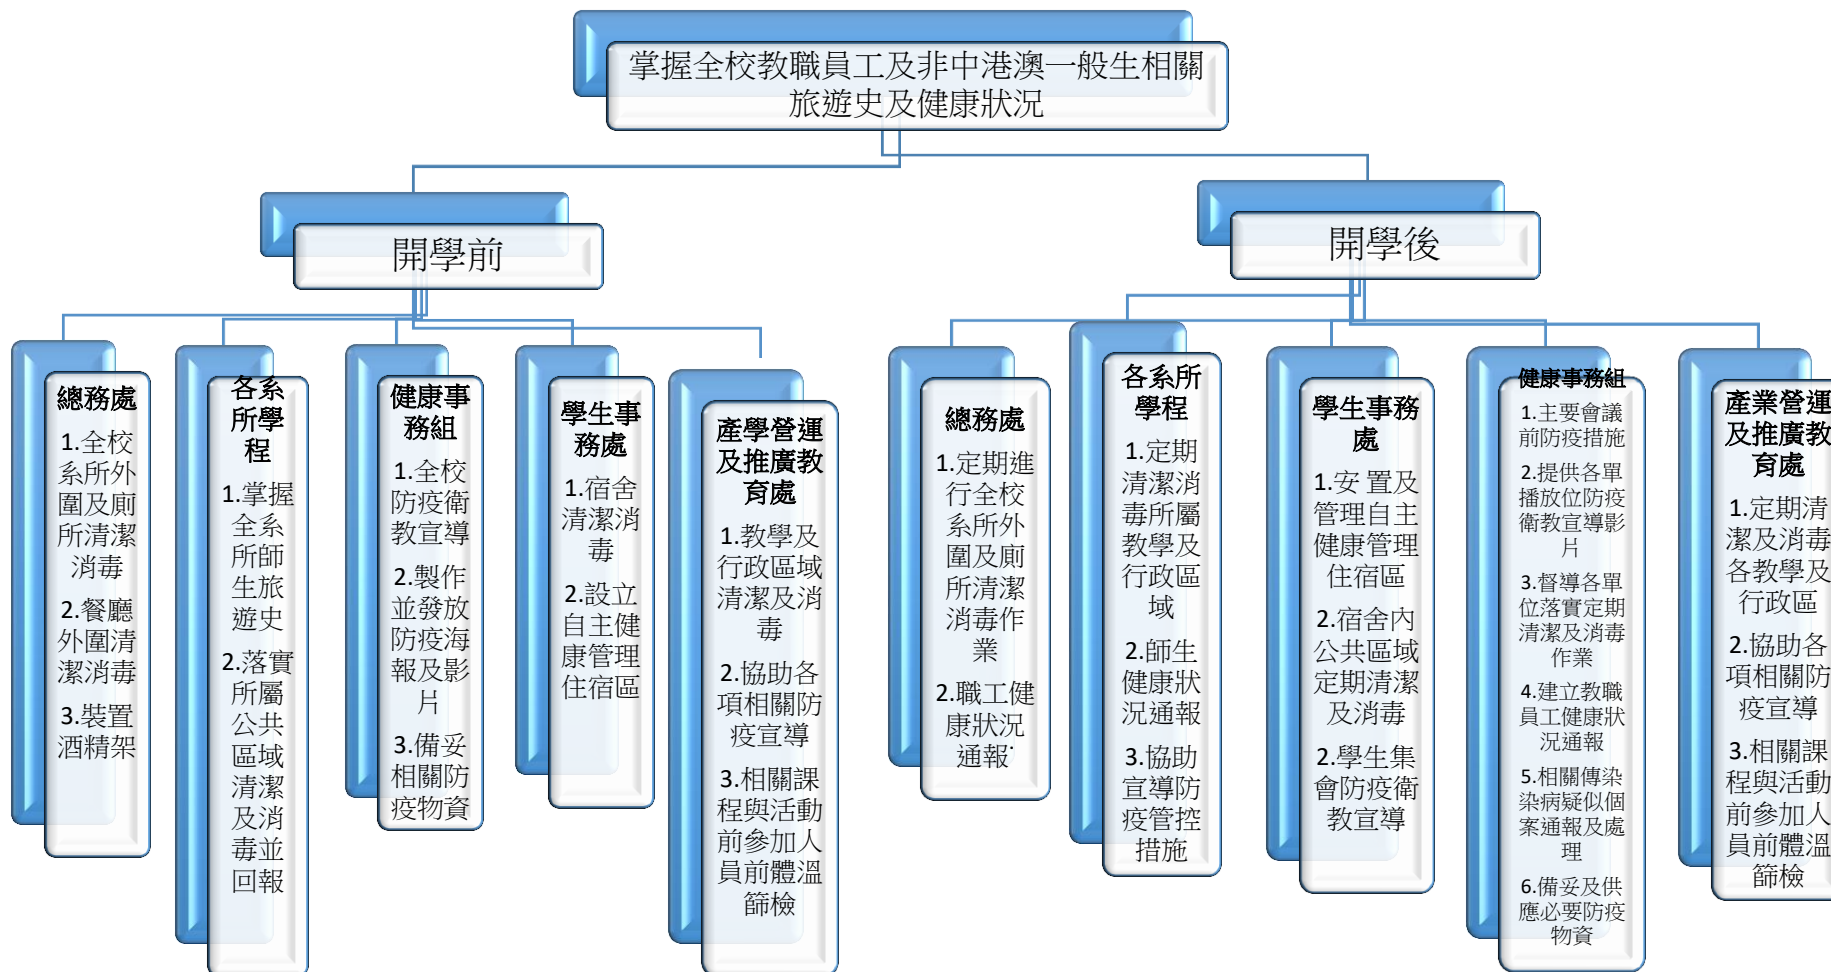 掌握全校教職員工及非中港澳一般生相關
旅遊史及健康狀況
開學前
開學後
總務處
1.全校
系所外
圍及廁
所清潔
消毒
2.餐廳
外圍清
潔消毒
3.裝置
酒精架
各系
所學
程
1.掌握
全系
所師
生旅
遊史
2.落實
所屬
公共
區域
清潔
及消
毒並
回報
健康事
務組
1.全校
防疫衛
教宣導
2.製作
並發放
防疫海
報及影
片
3.備妥
相關防
疫物資
學生事
務處
1.宿舍
清潔消
毒
2.設立
自主健
康管理
住宿區
產學營運
及推廣教
育處
1.教學及
行政區域
清潔及消
毒
2.協助各
項相關防
疫宣導
3.相關課
程與活動
前參加人
員前體溫
篩檢
總務處
1.定期進
行全校
系所外
圍及廁
所清潔
消毒作
業
2.職工健
康狀況
通報
各系所
學程
1.定期
清潔消
毒所屬
教學及
行政區
域
2.師生
健康狀
況通報
3.協助
宣導防
疫管控
措施
學生事務
處
1.安 置及
管理自主
健康管理
住宿區
2.宿舍內
公共區域
定期清潔
及消毒
2.學生集
會防疫衛
教宣導
健康事務組
1.主要會議
前防疫措施
2.提供各單
播放位防疫
衛教宣導影
片
3.督導各單
位落實定期
清潔及消毒
作業
4.建立教職
員工健康狀
況通報
5.相關傳染
染病疑似個
案通報及處
理
6.備妥及供
應必要防疫
物資
產業營運
及推廣教
育處
1.定期清
潔及消毒
各教學及
行政區
2.協助各
項相關防
疫宣導
3.相關課
程與活動
前參加人
員前體溫
篩檢